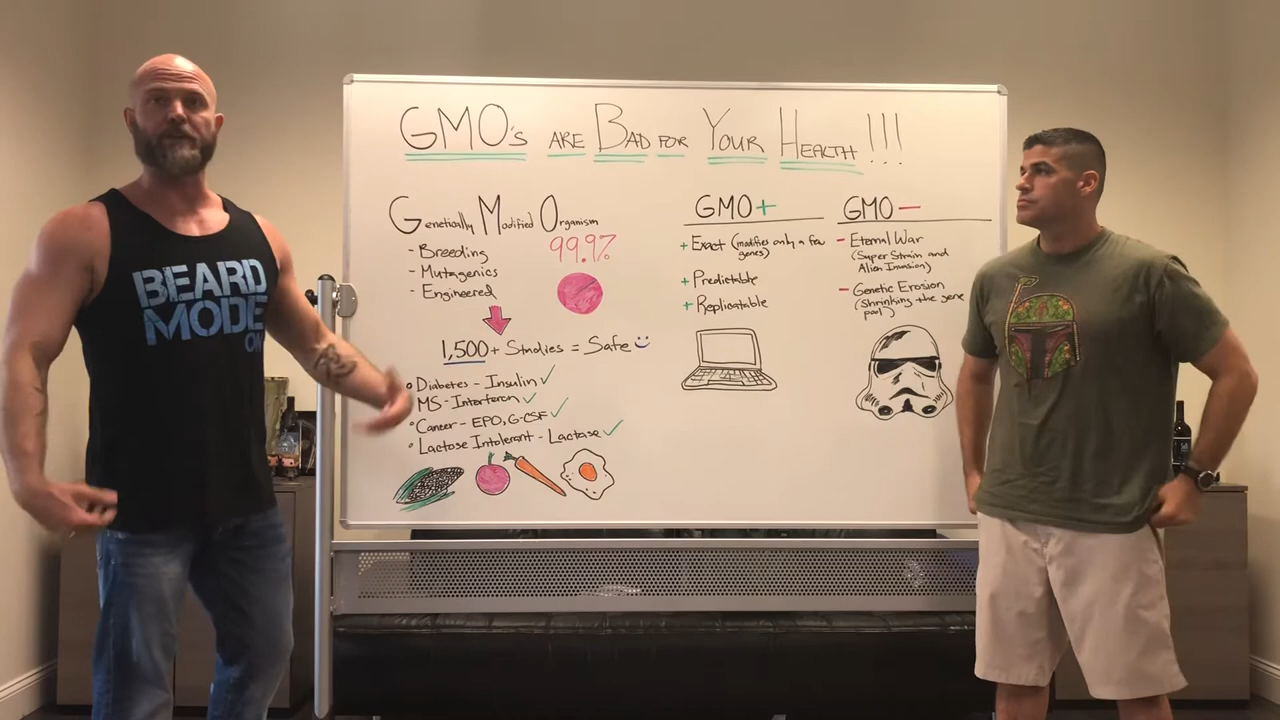 GMO's ARE BAD FOR YOUR HEALTH!!!
Genetically Modified Organism
- Breeding
- Mutagenics
- Engineered
99.9%
1,500+ Studies = Safe
• Diabetes - Insulin ✓
• MS - Interferon ✓
• Cancer - EPO, G-CSF ✓
• Lactose Intolerant - Lactase ✓
GMO+
+ Exact (modifies only a few
genes)
+ Predictable
+ Replicatable
GMO-
- Eternal War
(Super Strain and
Alien Invasion)
- Genetic Erosion
(Shrinking the gene
pool)
BEARD
MODE
ON